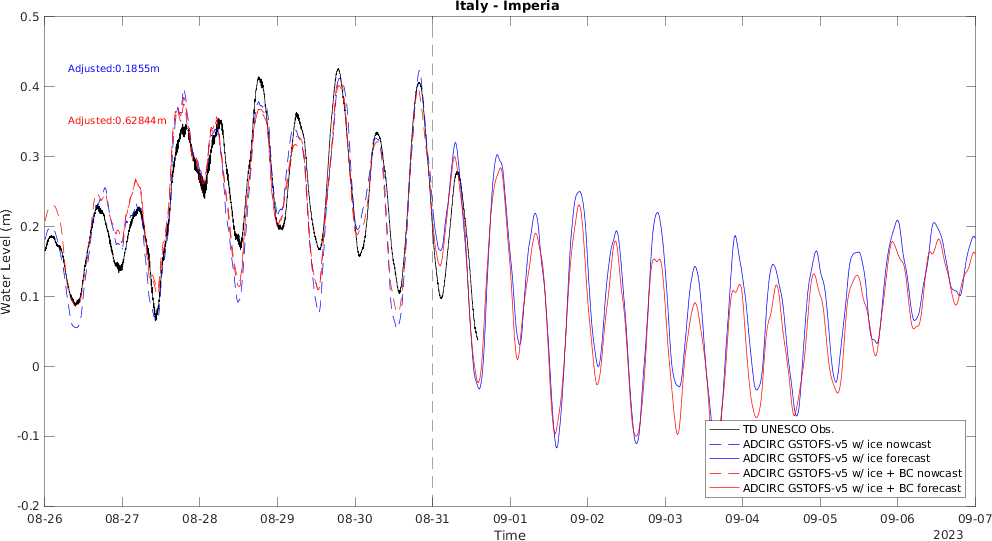 Italy - Imperia
0.5
0.4
0.3
0.2
0.1
0
-0.1
-0.2
Water Level (m)
Adjusted:0.1855m
Adjusted:0.62844m
TD UNESCO Obs.
ADCIRC GSTOFS-v5 w/ ice nowcast
ADCIRC GSTOFS-v5 w/ ice forecast
ADCIRC GSTOFS-v5 w/ ice + BC nowcast
ADCIRC GSTOFS-v5 w/ ice + BC forecast
08-26 08-27 08-28 08-29 08-30 08-31 09-01 09-02 09-03 09-04 09-05 09-06 09-07
Time
2023